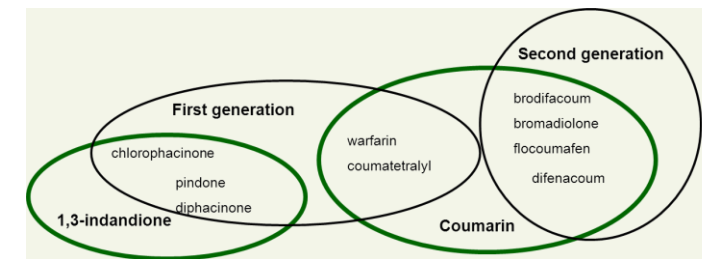 Second generation
First generation
brodifacoum
bromadiolone
flocoumafen
difenacoum
warfarin
coumatetralyl
chlorophacinone
pindone
diphacinone
1,3-indandione
Coumarin